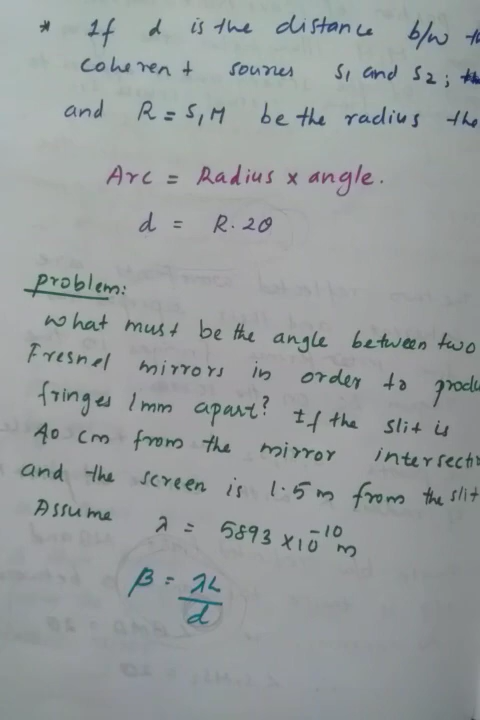 * If d is the distance b/w
coherent sources S1 and S2;
and R = S1M be the radius the
Arc = Radius x angle.
d = R. 2θ
problem:
What must be the angle between two
Fresnel mirrors in order to produ
fringes 1mm apart? If the slit is
40 cm from the mirror intersecti
and the screen is 1.5 m from the slit
Assume λ = 5893 x 10^-10 m
β = λL/d